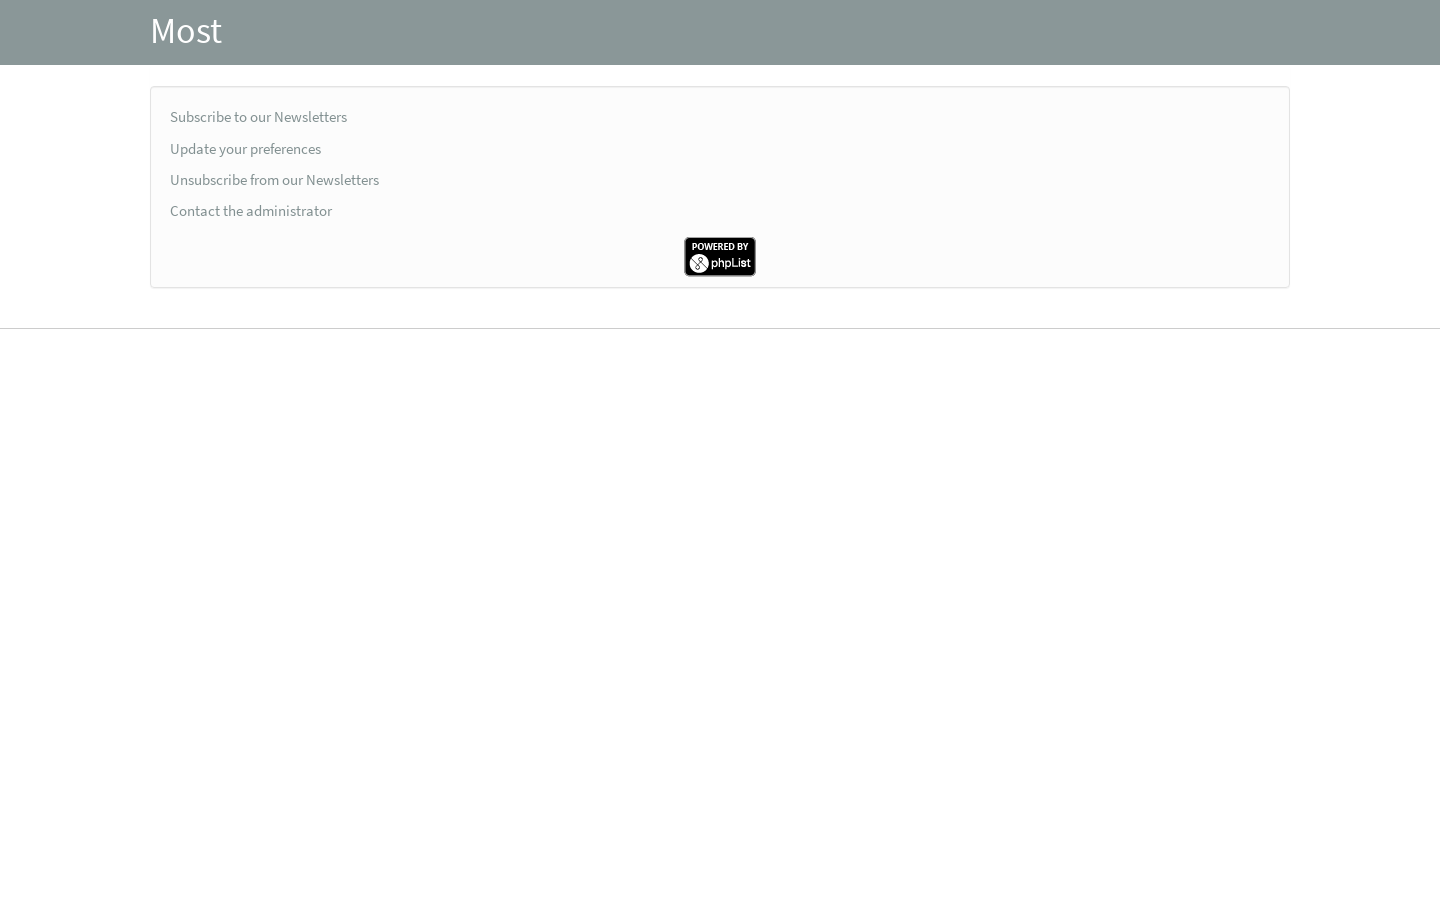 Most
Subscribe to our Newsletters
Update your preferences
Unsubscribe from our Newsletters
Contact the administrator
POWERED BY
phpList